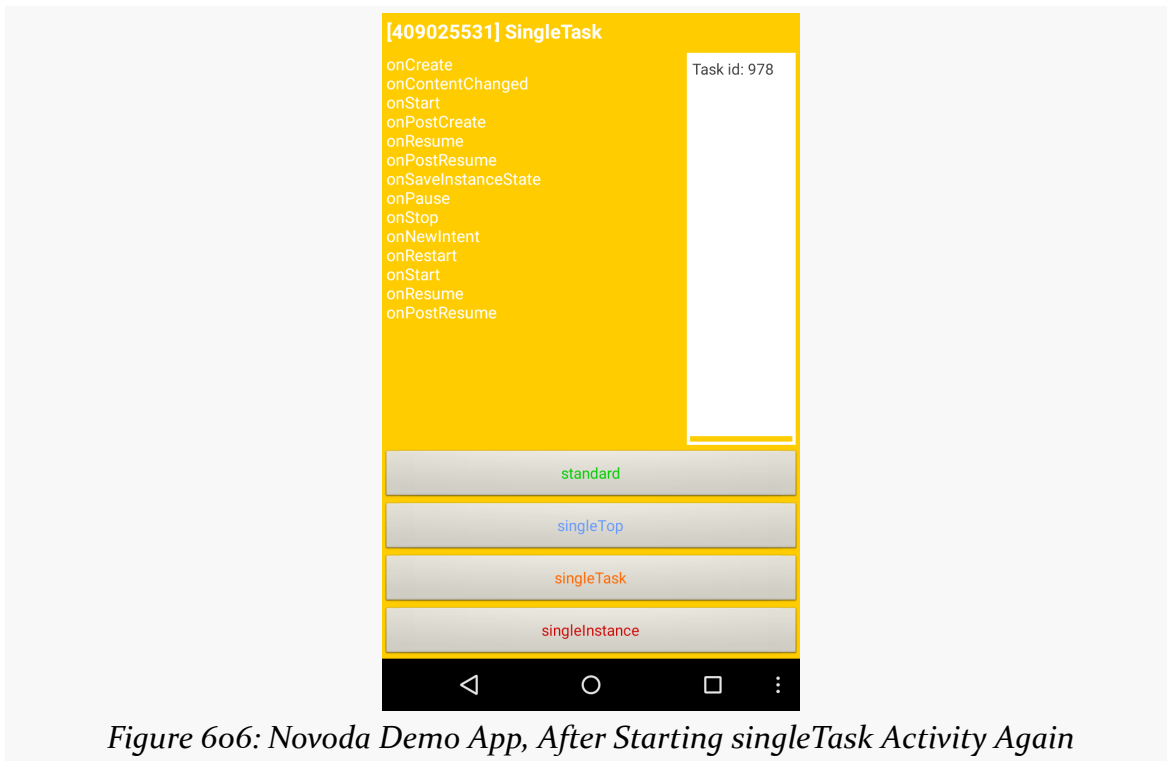 [409025531] SingleTask
onCreate
onContentChanged
onStart
onPostCreate
onResume
onPostResume
onSaveInstanceState
onPause
onStop
onNewIntent
onRestart
onStart
onResume
onPostResume
Task id: 978
standard
singleTop
singleTask
singleInstance
Figure 606: Novoda Demo App, After Starting singleTask Activity Again